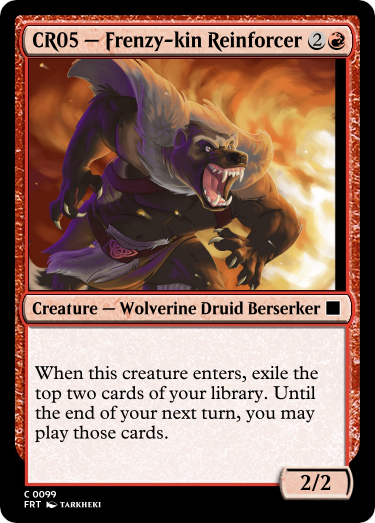 CR05 — Frenzy-kin Reinforcer 2
Creature — Wolverine Druid Berserker
When this creature enters, exile the
top two cards of your library. Until
the end of your next turn, you may
play those cards.
2/2
C 0099
FRT TARKHEKI